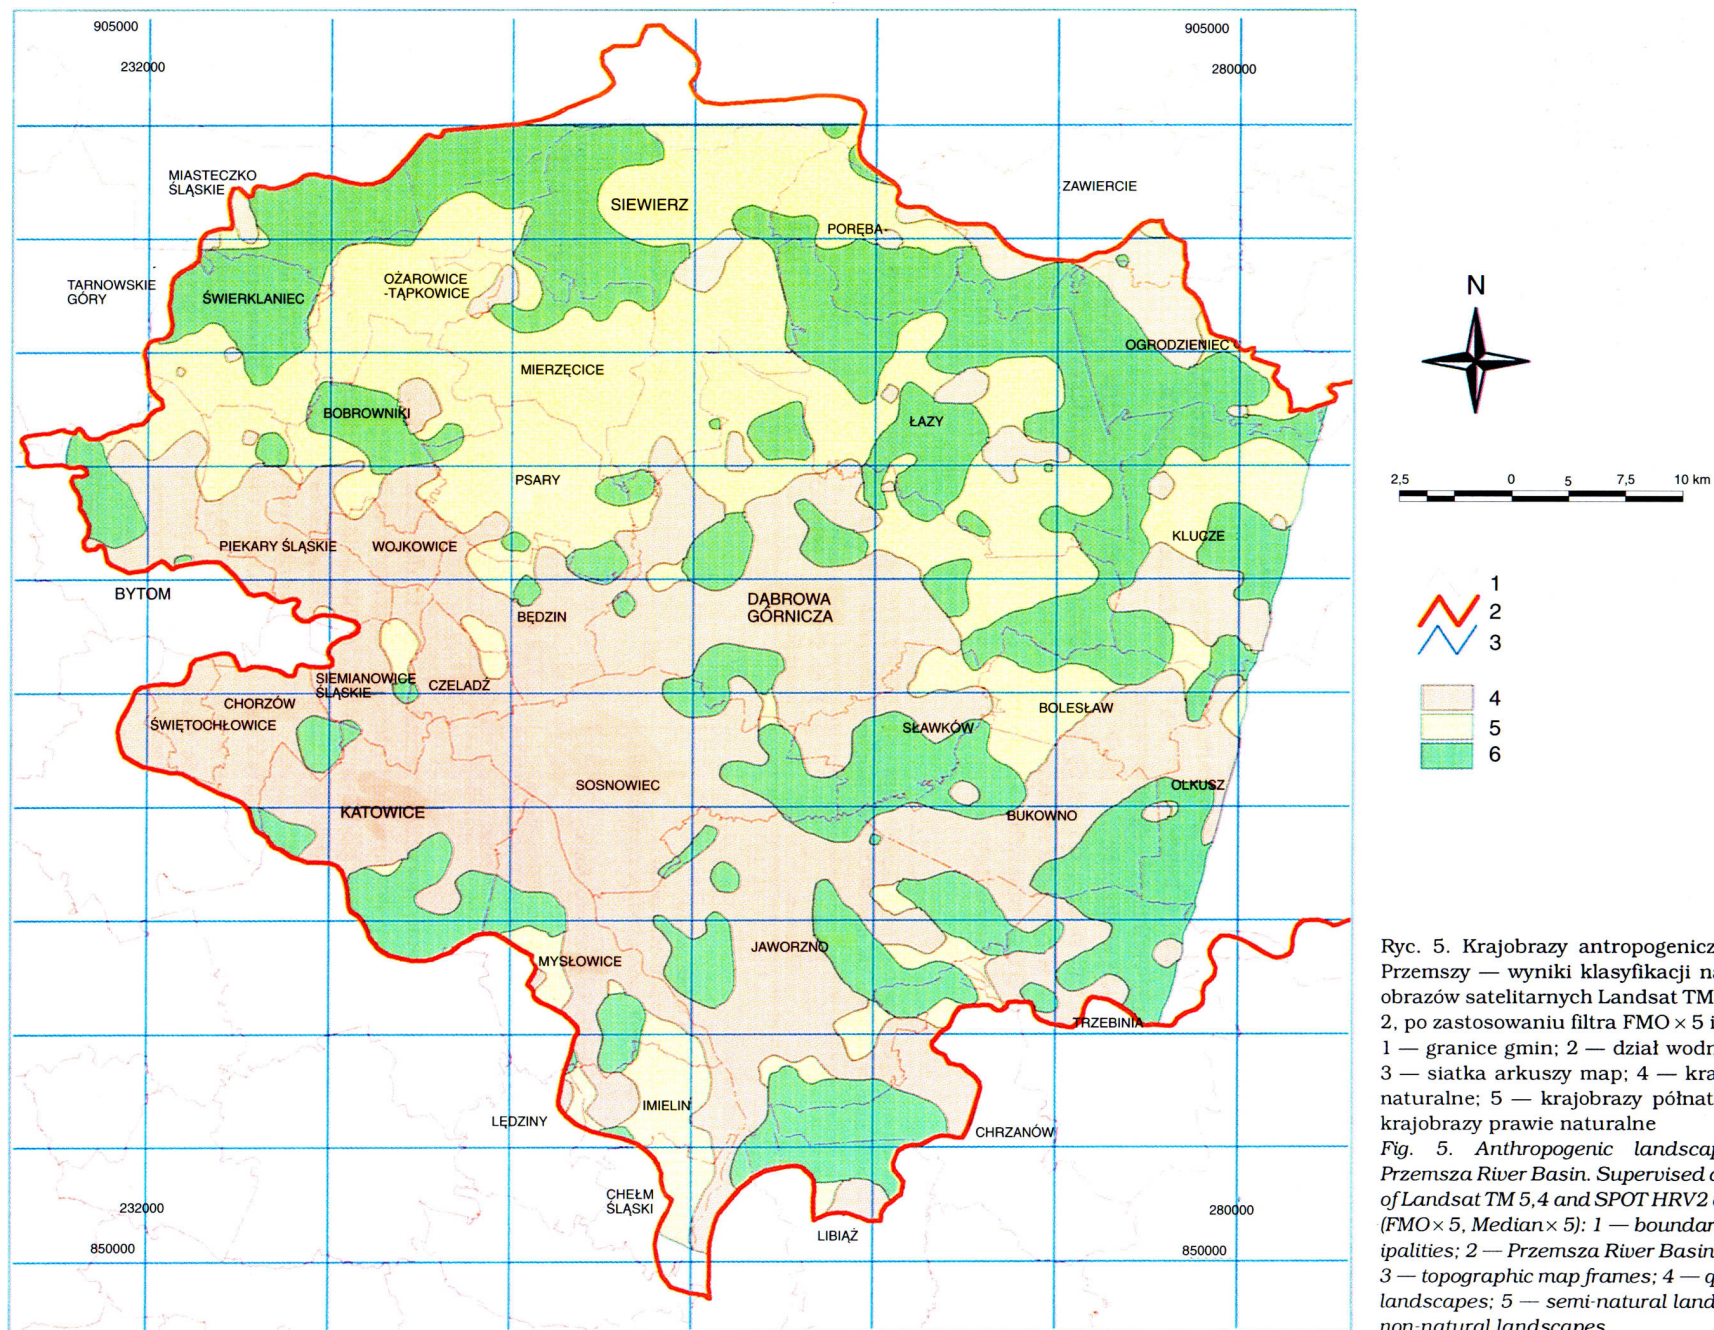 905000
905000
232000
280000
MIASTECZKO
ŚLĄSKIE
ZAWIERCIE
SIEWIERZ
PORĘBA
TARNOWSKIE
GÓRY
ŚWIERKLANIEC
OŻAROWICE
-TĄPKOWICE
N
OGRODZIENIEC
MIERZĘCICE
BOBROWNIKI
ŁAZY
PSARY
2,5 0 5 7,5 10 km
PIEKARY ŚLĄSKIE
WOJKOWICE
KLUCZE
BYTOM
BĘDZIN
DĄBROWA
GÓRNICZA
1
2
3
SIEMIANOWICE
ŚLĄSKIE
CZELADŹ
CHORZÓW
ŚWIĘTOCHŁOWICE
BOLESŁAW
SŁAWKÓW
4
5
6
SOSNOWIEC
OLKUSZ
KATOWICE
BUKOWNO
JAWORZNO
MYSŁOWICE
TRZEBINIA
IMIELIN
LĘDZINY
CHRZANÓW
CHEŁM
ŚLĄSKI
LIBIĄŻ
232000
280000
850000
850000
Ryc. 5. Krajobrazy antropogenicz
Przemszy — wyniki klasyfikacji na
obrazów satelitarnych Landsat TM
2, po zastosowaniu filtra FMO × 5 i
1 — granice gmin; 2 — dział wodn
3 — siatka arkuszy map; 4 — kra
naturalne; 5 — krajobrazy półnat
krajobrazy prawie naturalne
Fig. 5. Anthropogenic landscap
Przemsza River Basin. Supervised c
of Landsat TM 5,4 and SPOT HRV2
(FMO × 5, Median × 5): 1 — boundar
ipalities; 2 — Przemsza River Basin
3 — topographic map frames; 4 — q
landscapes; 5 — semi-natural land
non-natural landscapes